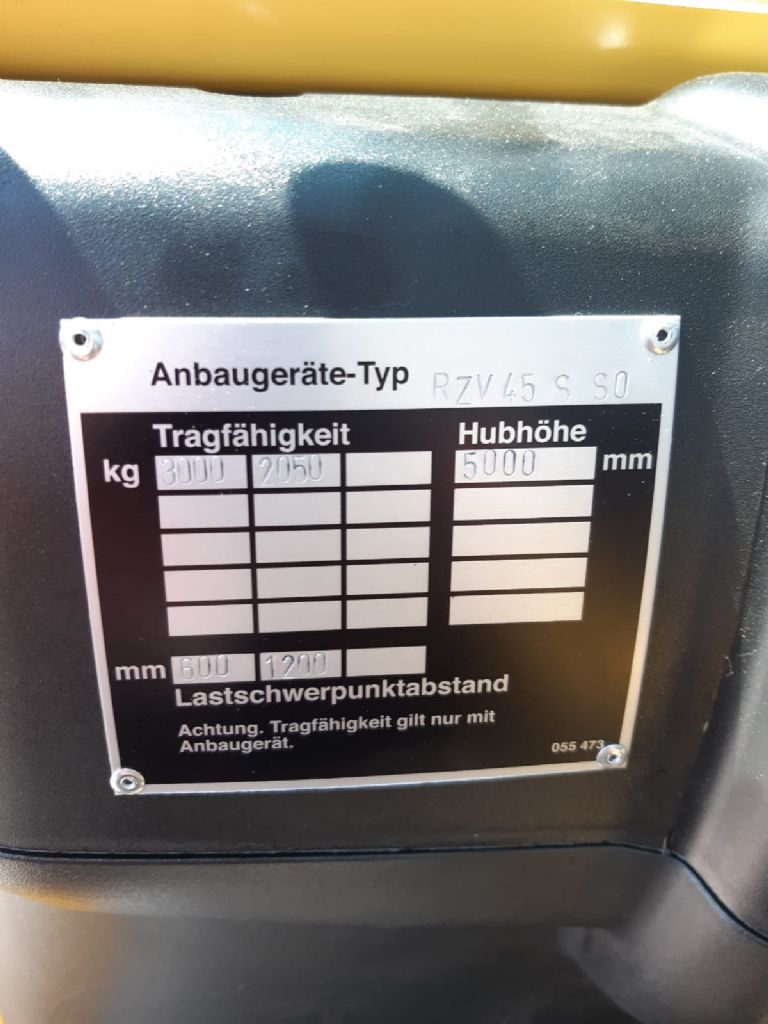 Anbaugeräte-Typ RZV 45 S SO
Tragfähigkeit Hubhöhe
kg 3000 2050 5000 mm
mm 600 1200
Lastschwerpunktabstand
Achtung. Tragfähigkeit gilt nur mit
Anbaugerät.
055 473